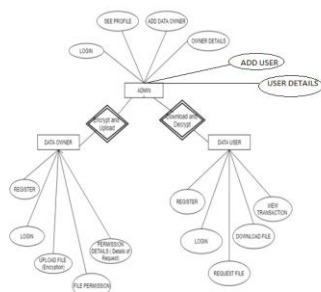 SEE PROFILE
ADD DATA OWNER
LOGIN
OWNER DETAILS
ADD USER
ADMIN
USER DETAILS
Encrypt and
Upload
Download and
Decrypt
DATA OWNER
DATA USER
REGISTER
REGISTER
VIEW
TRANSACTION
LOGIN
LOGIN
DOWNLOAD FILE
PERMISSION
DETAILS ( Details of
Request)
UPLOAD FILE
(Encryption)
REQUEST FILE
FILE PERMISSION